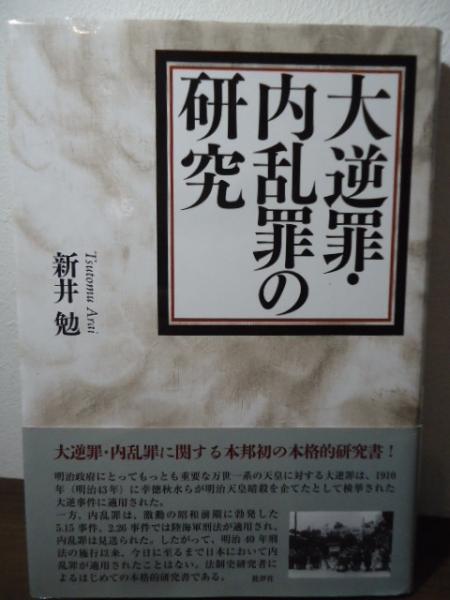 大逆罪・
内乱罪の
研究
Tsutomu Arai
新井 勉
大逆罪・内乱罪に関する本邦初の本格的研究書!
明治政府にとってもっとも重要な万世一系の天皇に対する大逆罪は、1910
年(明治43年)に幸徳秋水らが明治天皇暗殺を企てたとして検挙された
大逆事件に適用された。
一方、内乱罪は、激動の昭和前期に勃発した
5.15事件、2.26事件では陸海軍刑法が適用され、
内乱罪は見送られた。したがって、明治40年刑
法の施行以来、今日に至るまで日本において内
乱罪が適用されたことはない。法制史研究者に
よるはじめての本格的研究書である。
批評社